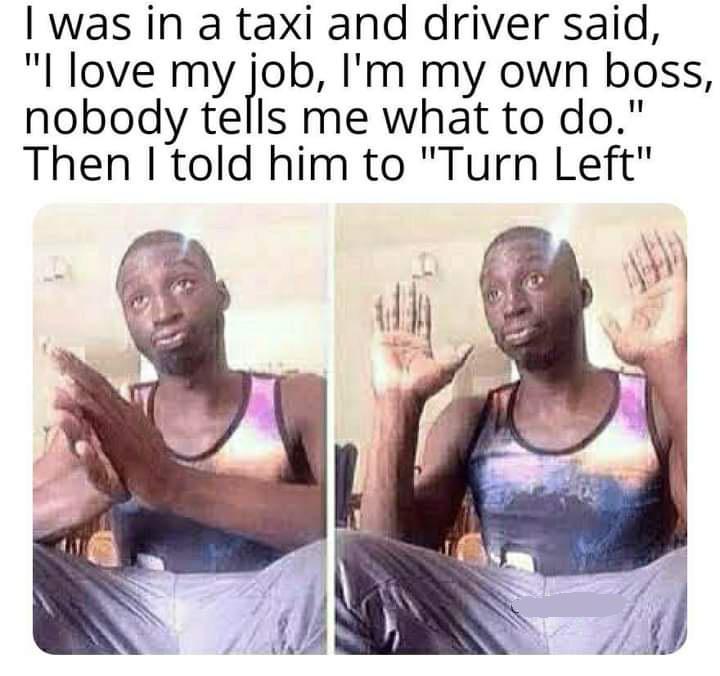 I was in a taxi and driver said,
"I love my job, I'm my own boss,
nobody tells me what to do."
Then I told him to "Turn Left"